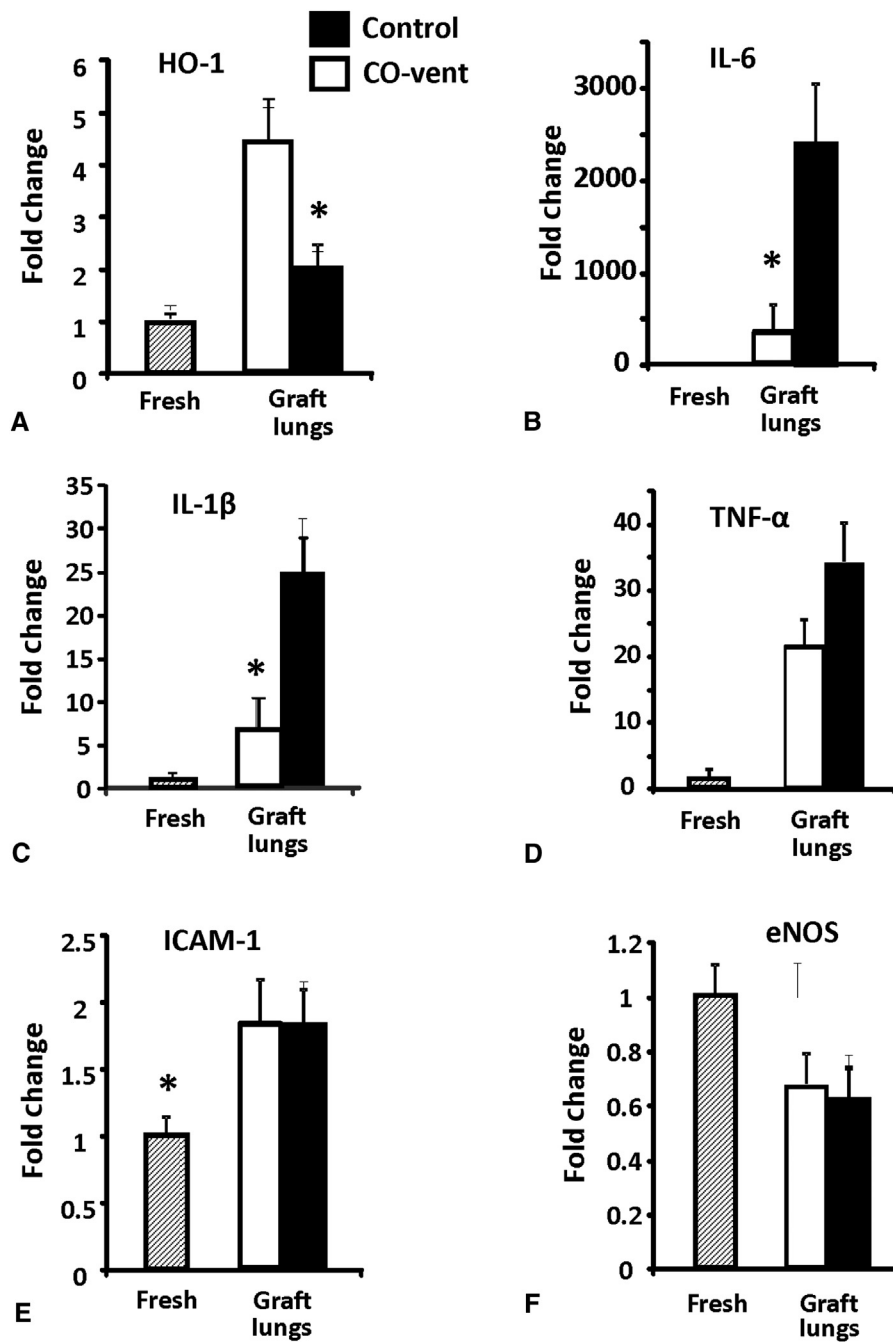 Control
CO-vent
HO-1
Fold change
6
5
4
3
2
1
0
*
Fresh
Graft
lungs
A
IL-6
Fold change
3000
2000
1000
0
*
Fresh
Graft
lungs
B
IL-1β
Fold change
35
30
25
20
15
10
5
0
*
Fresh
Graft
lungs
C
TNF-α
Fold change
40
30
20
10
0
Fresh
Graft
lungs
D
ICAM-1
Fold change
2.5
2
1.5
1
0.5
0
*
Fresh
Graft
lungs
E
eNOS
Fold change
1.2
1
0.8
0.6
0.4
0.2
0
Fresh
Graft
lungs
F